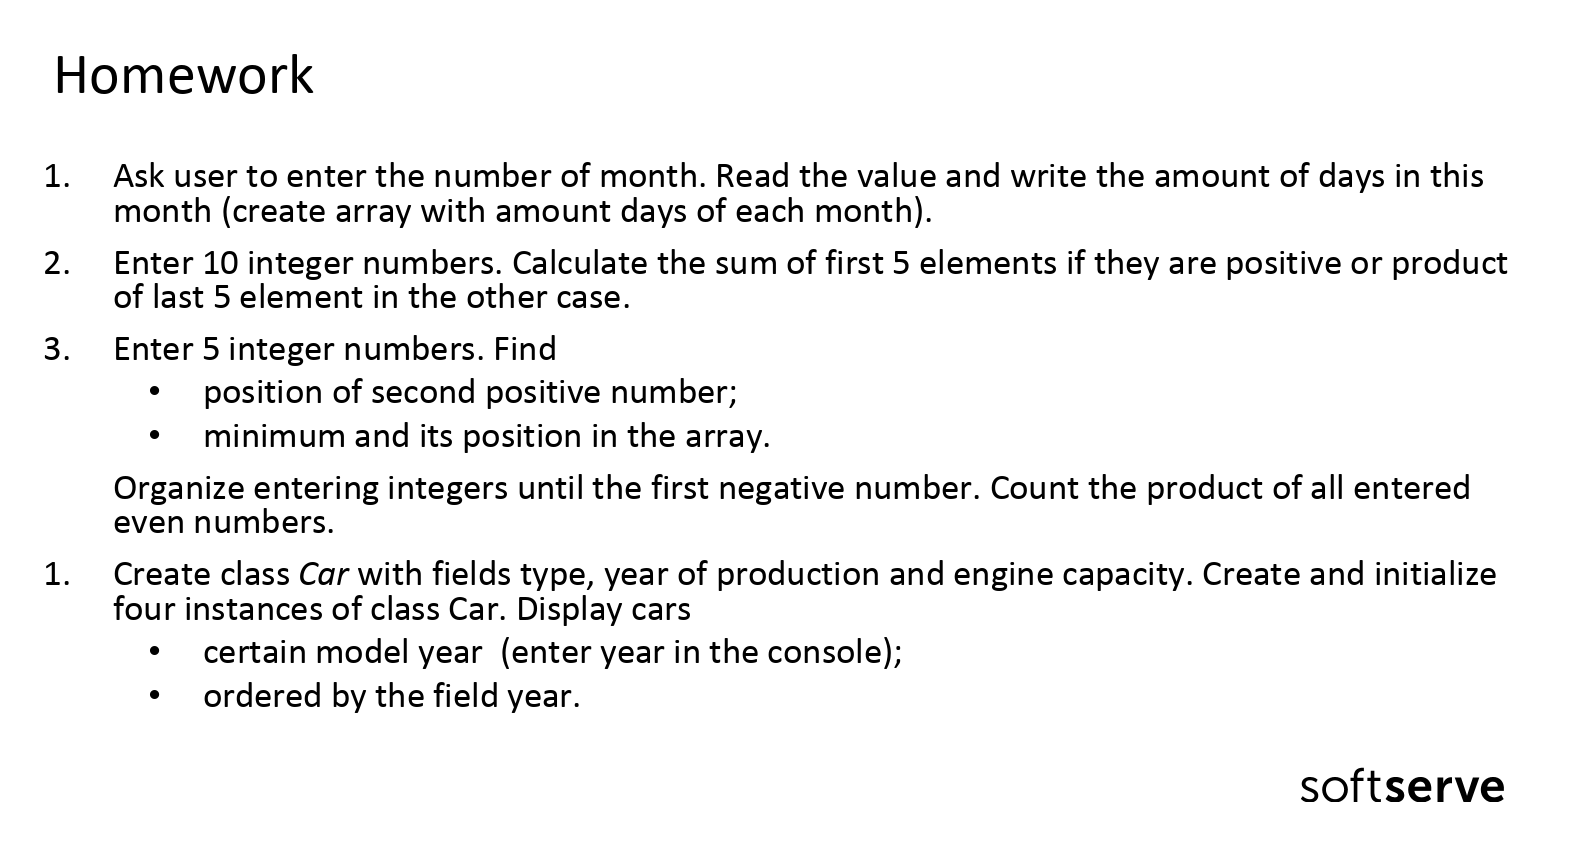 Homework
1. Ask user to enter the number of month. Read the value and write the amount of days in this
month (create array with amount days of each month).
2. Enter 10 integer numbers. Calculate the sum of first 5 elements if they are positive or product
of last 5 element in the other case.
3. Enter 5 integer numbers. Find
• position of second positive number;
• minimum and its position in the array.
Organize entering integers until the first negative number. Count the product of all entered
even numbers.
1. Create class Car with fields type, year of production and engine capacity. Create and initialize
four instances of class Car. Display cars
• certain model year  (enter year in the console);
• ordered by the field year.
softserve